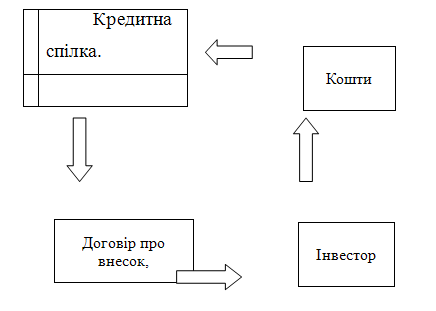 Кредитна
спілка.
Кошти
Договір про
внесок,
Інвестор